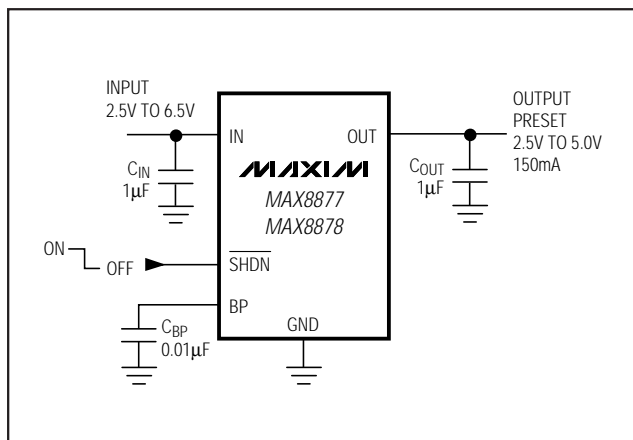 INPUT
2.5V TO 6.5V
IN
OUT
OUTPUT
PRESET
2.5V TO 5.0V
150mA
CIN
1μF
MAXIM
MAX8877
MAX8878
COUT
1μF
ON
OFF
SHDN
BP
CBP
0.01μF
GND